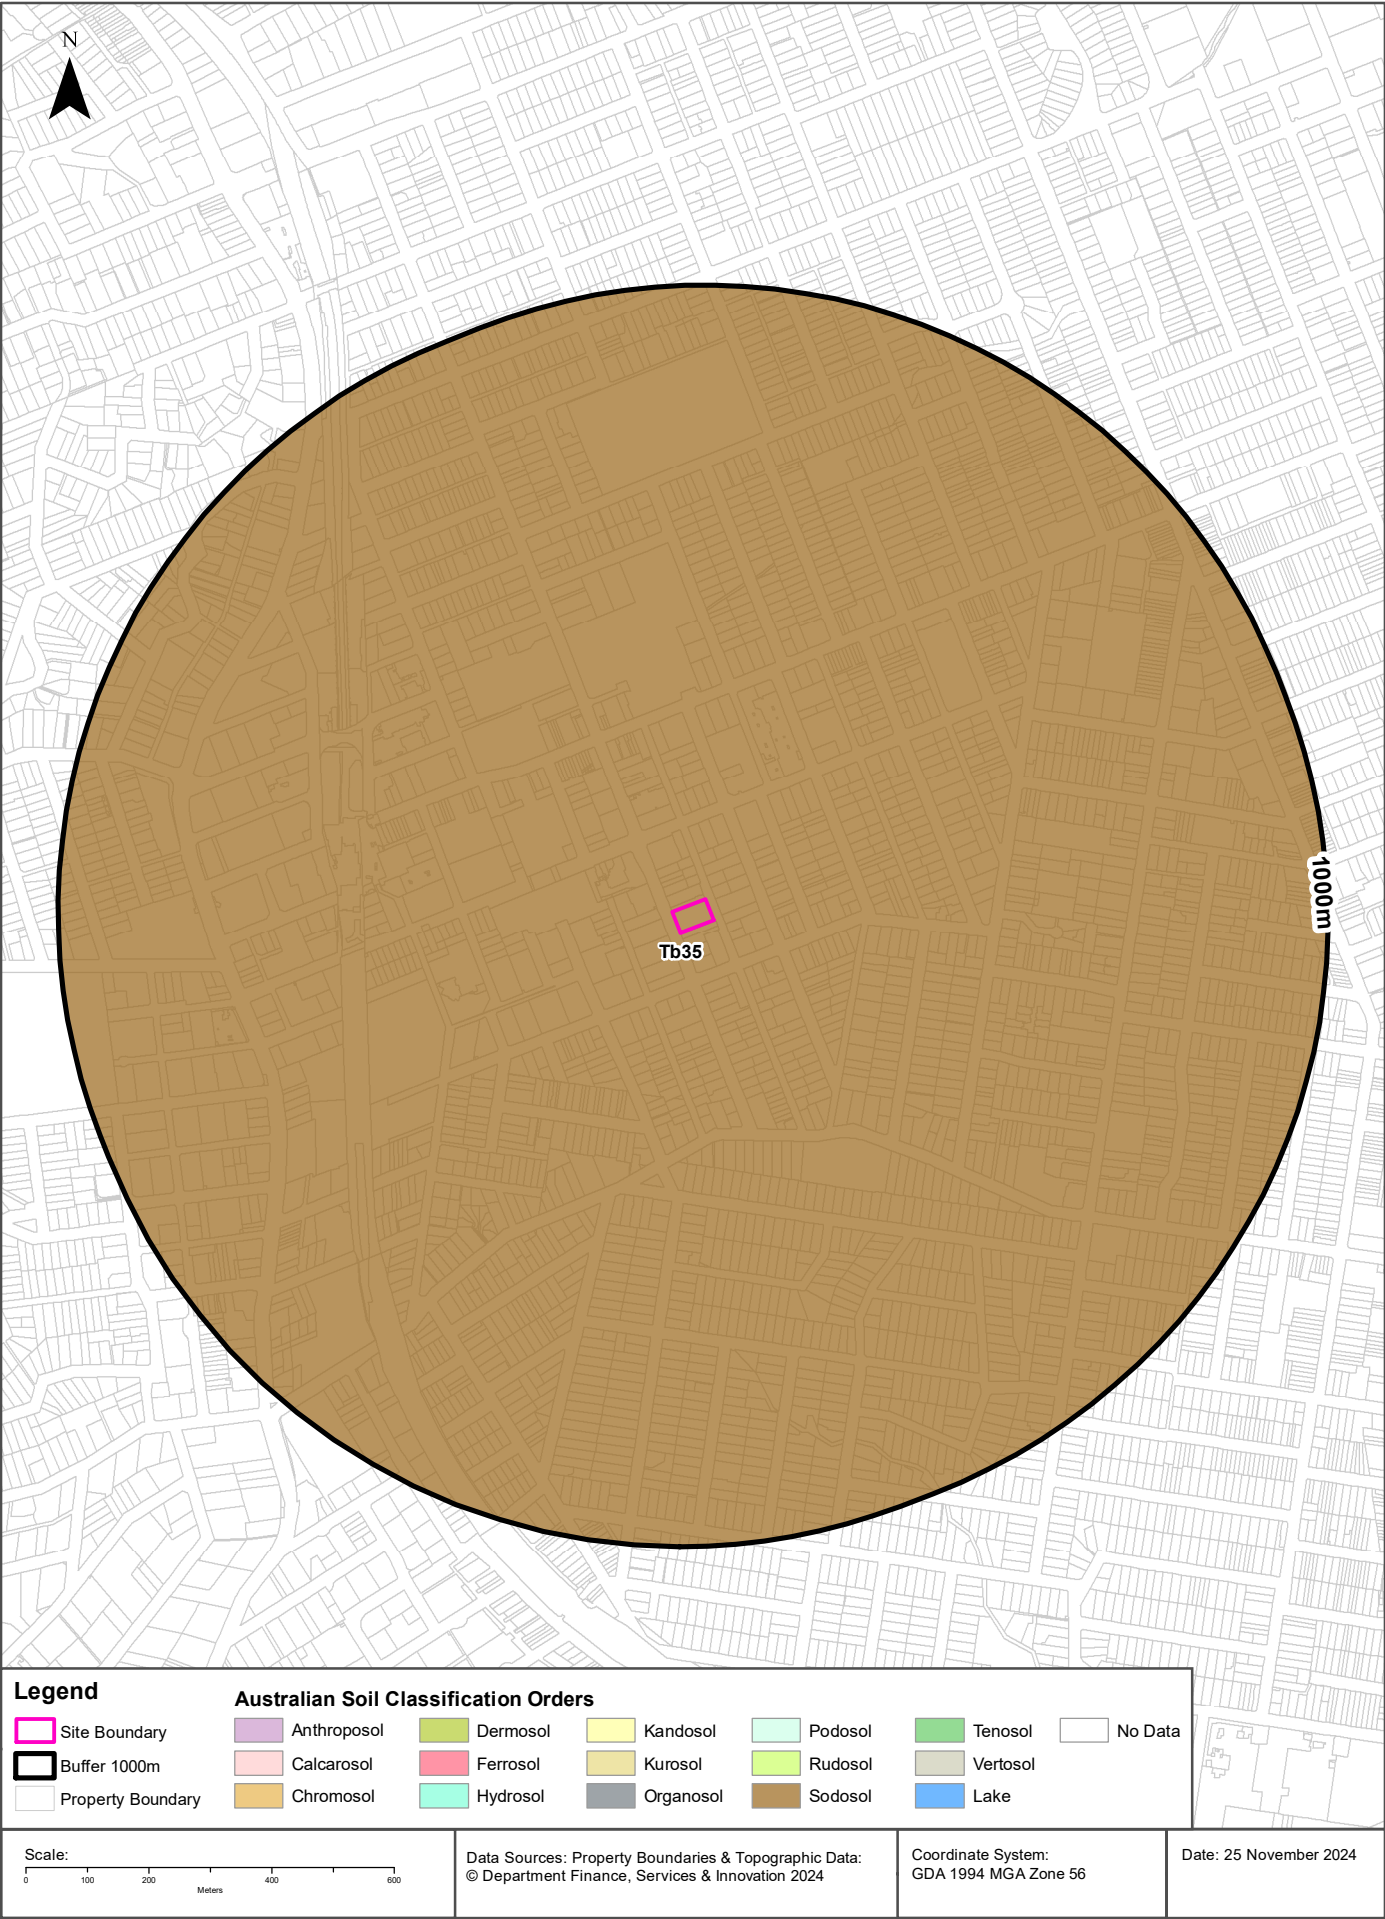 N
1000m
Tb35
Legend
Site Boundary
Buffer 1000m
Property Boundary
Australian Soil Classification Orders
Anthroposol
Calcarosol
Chromosol
Dermosol
Ferrosol
Hydrosol
Kandosol
Kurosol
Organosol
Podosol
Rudosol
Sodosol
Tenosol
Vertosol
Lake
No Data
Scale:
0 100 200 400 600
Meters
Data Sources: Property Boundaries & Topographic Data:
© Department Finance, Services & Innovation 2024
Coordinate System:
GDA 1994 MGA Zone 56
Date: 25 November 2024